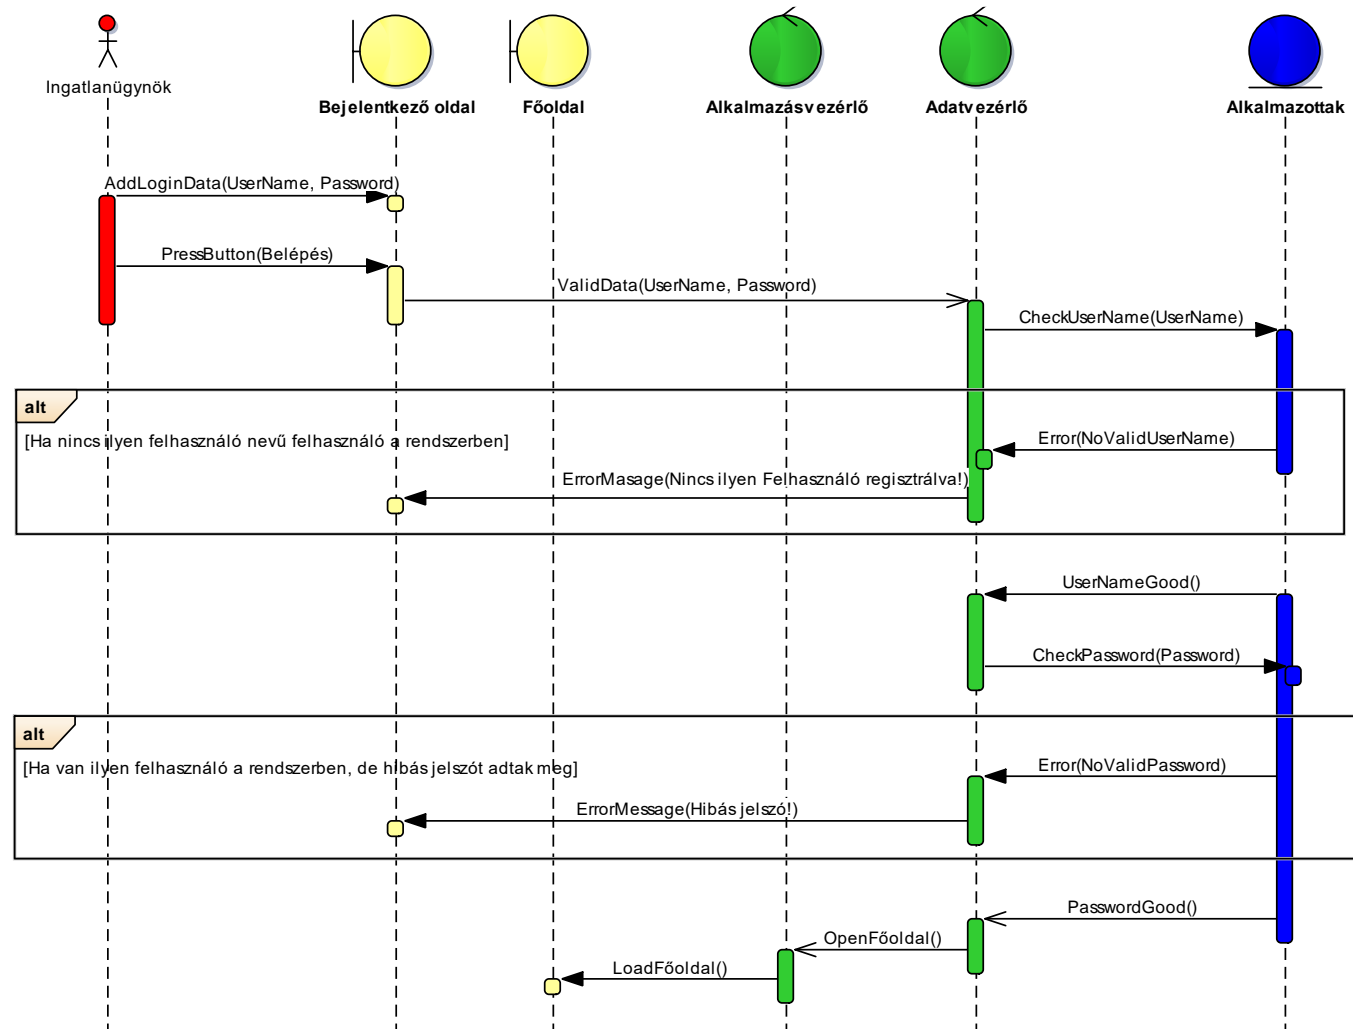 Ingatlanügynök
Bejelentkező oldal
Főoldal
Alkalmazásvezérlő
Adatvezérlő
Alkalmazottak
AddLoginData(UserName, Password)
PressButton(Belépés)
ValidData(UserName, Password)
CheckUserName(UserName)
alt
[Ha nincs ilyen felhasználó nevű felhasználó a rendszerben]
Error(NoValidUserName)
ErrorMasage(Nincs ilyen Felhasználó regisztrálva!)
UserNameGood()
CheckPassword(Password)
alt
[Ha van ilyen felhasználó a rendszerben, de hibás jelszót adtak meg]
Error(NoValidPassword)
ErrorMessage(Hibás jelszó!)
PasswordGood()
OpenFőoldal()
LoadFőoldal()